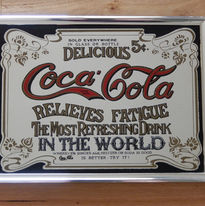 SOLD EVERYWHERE
IN GLASS OR BOTTLE
DELICIOUS 5¢
Coca-Cola
RELIEVES FATIGUE
THE MOST REFRESHING DRINK
IN THE WORLD
IS BETTER. TRY IT!